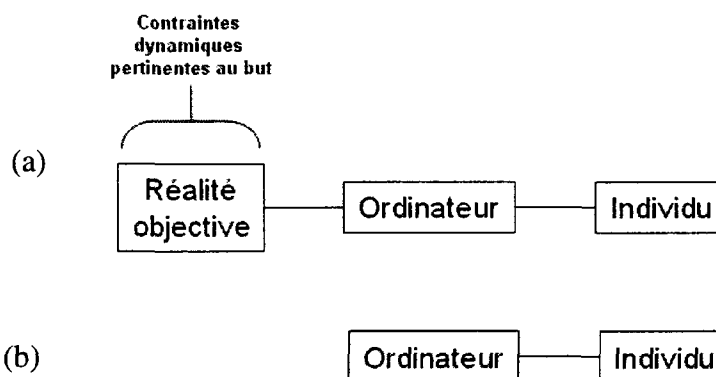 Contraintes
dynamiques
pertinentes au but
(a)
Réalité
objective
Ordinateur
Individu
(b)
Ordinateur
Individu